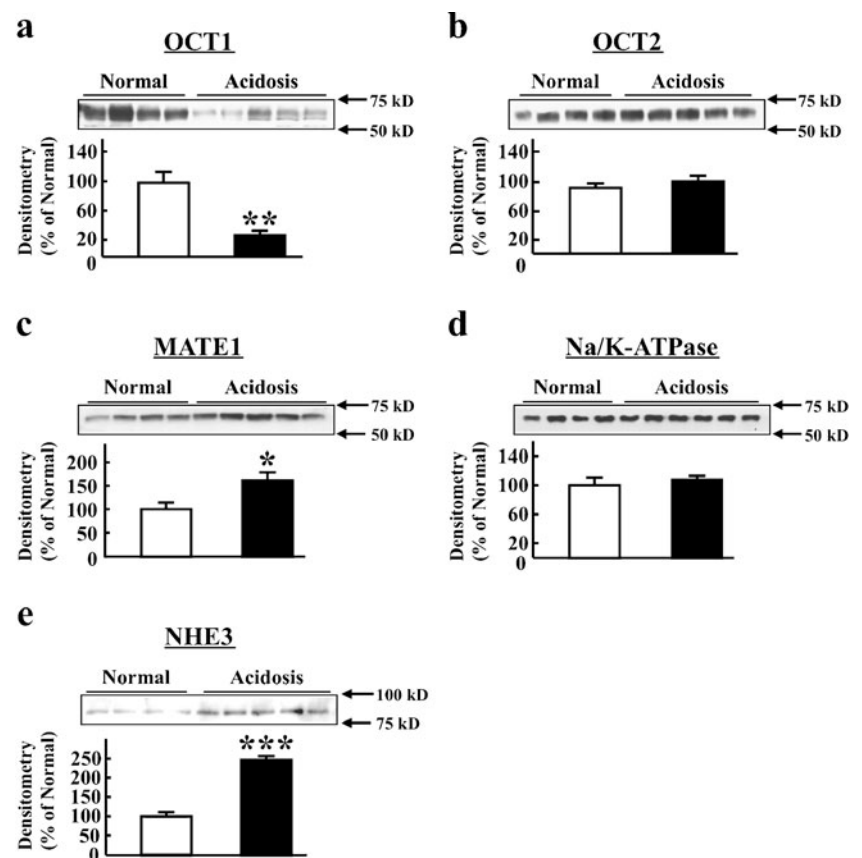 a
OCT1
Normal Acidosis
75 kD
50 kD
Densitometry
(% of Normal)
140
100
60
20
0
**
b
OCT2
Normal Acidosis
75 kD
50 kD
Densitometry
(% of Normal)
140
100
60
20
0
c
MATE1
Normal Acidosis
75 kD
50 kD
Densitometry
(% of Normal)
200
150
100
50
0
*
d
Na/K-ATPase
Normal Acidosis
75 kD
50 kD
Densitometry
(% of Normal)
140
100
60
20
0
e
NHE3
Normal Acidosis
100 kD
75 kD
Densitometry
(% of Normal)
250
200
150
100
50
0
***